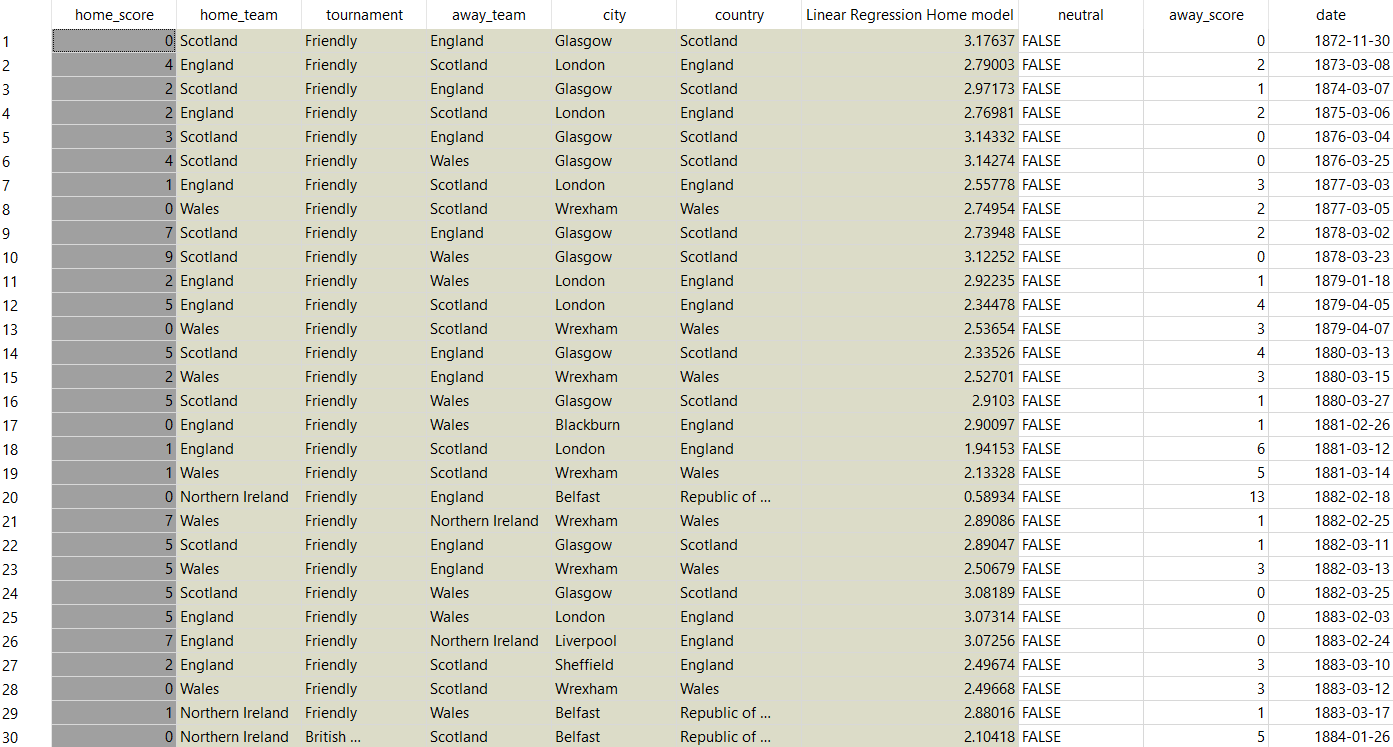 home_score home_team tournament away_team city country Linear Regression Home model neutral away_score date
1 0 Scotland Friendly England Glasgow Scotland 3.17637 FALSE 0 1872-11-30
2 4 England Friendly Scotland London England 2.79003 FALSE 2 1873-03-08
3 2 Scotland Friendly England Glasgow Scotland 2.97173 FALSE 1 1874-03-07
4 2 England Friendly Scotland London England 2.76981 FALSE 2 1875-03-06
5 3 Scotland Friendly England Glasgow Scotland 3.14332 FALSE 0 1876-03-04
6 4 Scotland Friendly Wales Glasgow Scotland 3.14274 FALSE 0 1876-03-25
7 1 England Friendly Scotland London England 2.55778 FALSE 3 1877-03-03
8 0 Wales Friendly Scotland Wrexham Wales 2.74954 FALSE 2 1877-03-05
9 7 Scotland Friendly England Glasgow Scotland 2.73948 FALSE 2 1878-03-02
10 9 Scotland Friendly Wales Glasgow Scotland 3.12252 FALSE 0 1878-03-23
11 2 England Friendly Wales London England 2.92235 FALSE 1 1879-01-18
12 5 England Friendly Scotland London England 2.34478 FALSE 4 1879-04-05
13 0 Wales Friendly Scotland Wrexham Wales 2.53654 FALSE 3 1879-04-07
14 5 Scotland Friendly England Glasgow Scotland 2.33526 FALSE 4 1880-03-13
15 2 Wales Friendly England Wrexham Wales 2.52701 FALSE 3 1880-03-15
16 5 Scotland Friendly Wales Glasgow Scotland 2.9103 FALSE 1 1880-03-27
17 0 England Friendly Wales Blackburn England 2.90097 FALSE 1 1881-02-26
18 1 England Friendly Scotland London England 1.94153 FALSE 6 1881-03-12
19 1 Wales Friendly Scotland Wrexham Wales 2.13328 FALSE 5 1881-03-14
20 0 Northern Ireland Friendly England Belfast Republic of ... 0.58934 FALSE 13 1882-02-18
21 7 Wales Friendly Northern Ireland Wrexham Wales 2.89086 FALSE 1 1882-02-25
22 5 Scotland Friendly England Glasgow Scotland 2.89047 FALSE 1 1882-03-11
23 5 Wales Friendly England Wrexham Wales 2.50679 FALSE 3 1882-03-13
24 5 Scotland Friendly Wales Glasgow Scotland 3.08189 FALSE 0 1882-03-25
25 5 England Friendly Wales London England 3.07314 FALSE 0 1883-02-03
26 7 England Friendly Northern Ireland Liverpool England 3.07256 FALSE 0 1883-02-24
27 2 England Friendly Scotland Sheffield England 2.49674 FALSE 3 1883-03-10
28 0 Wales Friendly Scotland Wrexham Wales 2.49668 FALSE 3 1883-03-12
29 1 Northern Ireland Friendly Wales Belfast Republic of ... 2.88016 FALSE 1 1883-03-17
30 0 Northern Ireland British ... Scotland Belfast Republic of ... 2.10418 FALSE 5 1884-01-26